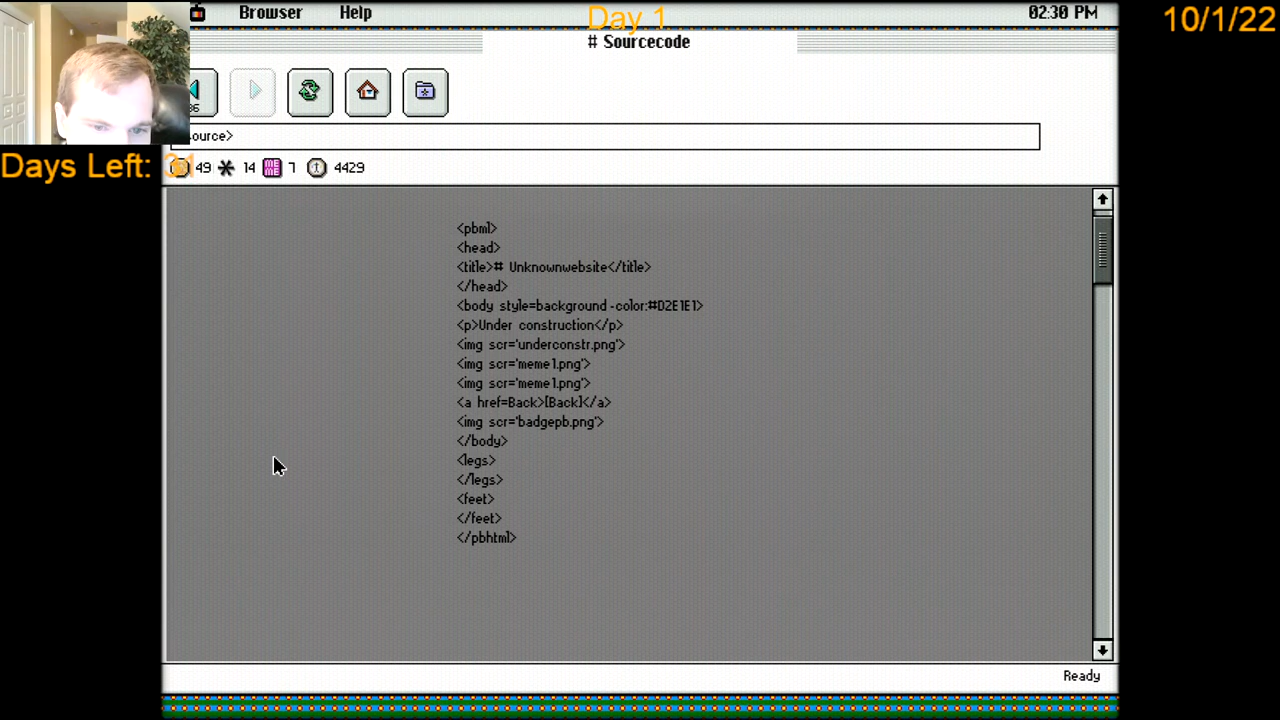 Browser Help
Day 1
02:30 PM
10/1/22
# Sourcecode
ource>
Days Left:
49 14 7 4429
<pbml>
<head>
<title># Unknownwebsite</title>
</head>
<body style=background-color:#D2E1E1>
<p>Under construction</p>
<img scr='underconstr.png'>
<img scr='meme1.png'>
<img scr='meme1.png'>
<a href=Back>[Back]</a>
<img scr='badgepb.png'>
</body>
<legs>
</legs>
<feet>
</feet>
</pbhtml>
Ready